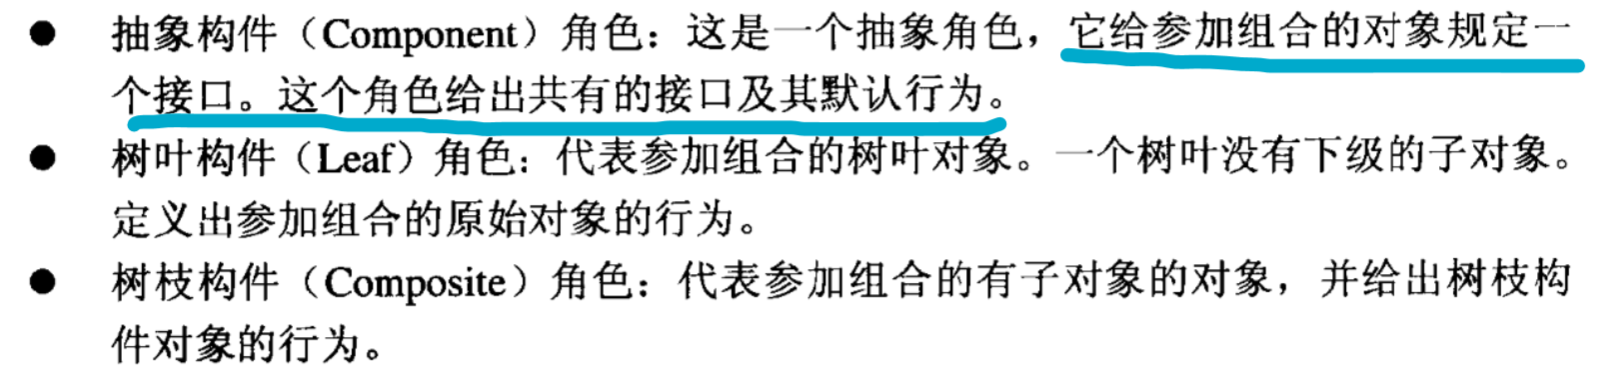 ● 抽象构件（Component）角色：这是一个抽象角色，它给参加组合的对象规定一
个接口。这个角色给出共有的接口及其默认行为。
● 树叶构件（Leaf）角色：代表参加组合的树叶对象。一个树叶没有下级的子对象。
定义出参加组合的原始对象的行为。
● 树枝构件（Composite）角色：代表参加组合的有子对象的对象，并给出树枝构
件对象的行为。